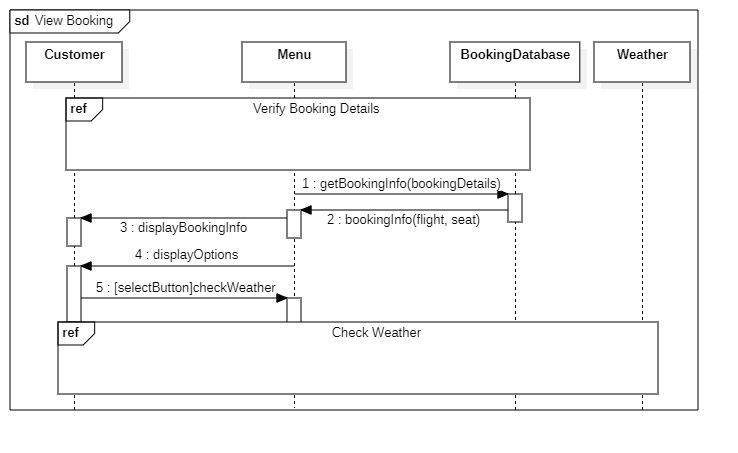 sd View Booking
Customer
Menu
BookingDatabase
Weather
ref
Verify Booking Details
1 : getBookingInfo(bookingDetails)
2 : bookingInfo(flight, seat)
3 : displayBookingInfo
4 : displayOptions
5 : [selectButton]checkWeather
ref
Check Weather